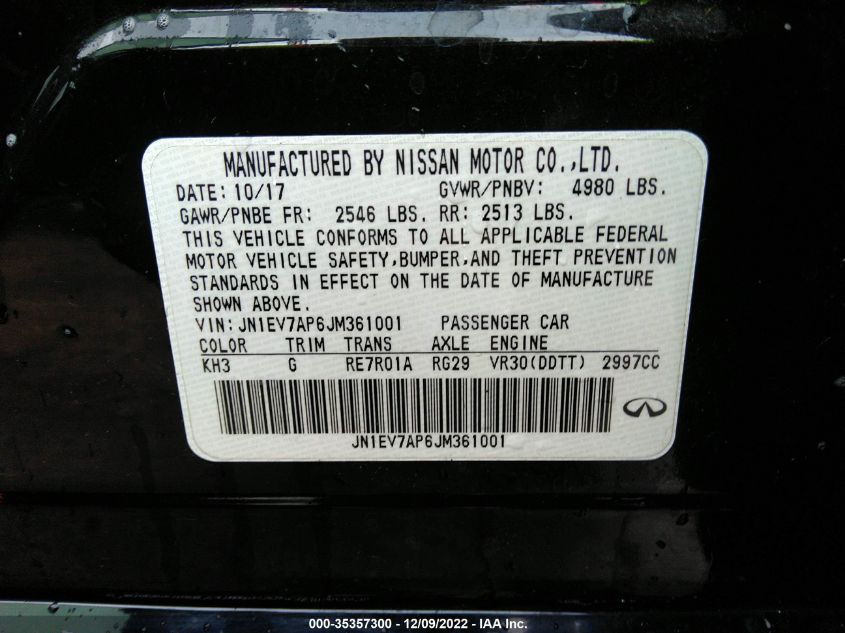 MANUFACTURED BY NISSAN MOTOR CO.,LTD.
DATE: 10/17 GVWR/PNBV: 4980 LBS.
GAWR/PNBE FR: 2546 LBS. RR: 2513 LBS.
THIS VEHICLE CONFORMS TO ALL APPLICABLE FEDERAL
MOTOR VEHICLE SAFETY,BUMPER,AND THEFT PREVENTION
STANDARDS IN EFFECT ON THE DATE OF MANUFACTURE
SHOWN ABOVE.
VIN:JN1EV7AP6JM361001 PASSENGER CAR
COLOR TRIM TRANS AXLE ENGINE
KH3 G RE7R01A RG29 VR30(DDTT) 2997CC
JN1EV7AP6JM361001
000-35357300 - 12/09/2022 - IAA Inc.